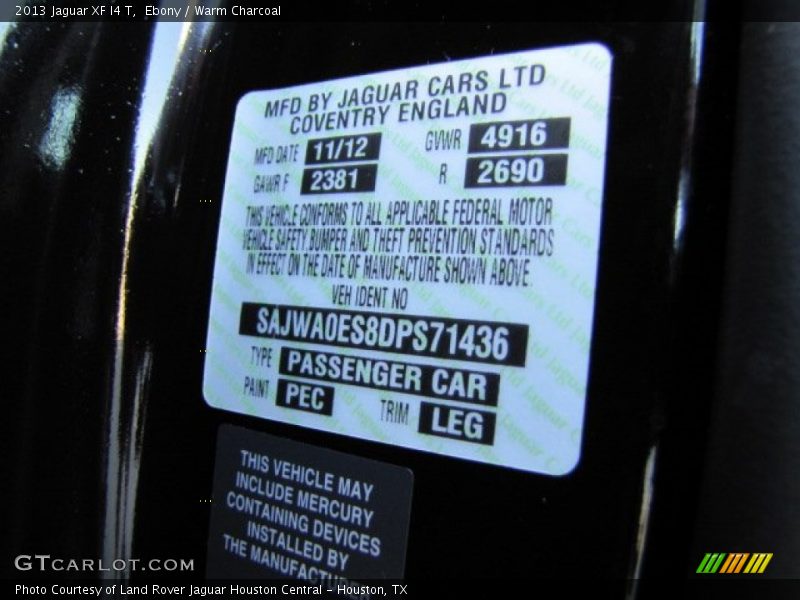 2013 Jaguar XF I4 T, Ebony / Warm Charcoal
MFD BY JAGUAR CARS LTD
COVENTRY ENGLAND
MFD DATE 11/12 GVWR 4916
GAWR F 2381 R 2690
THIS VEHICLE CONFORMS TO ALL APPLICABLE FEDERAL MOTOR
VEHICLE SAFETY BUMPER AND THEFT PREVENTION STANDARDS
IN EFFECT ON THE DATE OF MANUFACTURE SHOWN ABOVE.
VEH IDENT NO
SAJWA0ES8DPS71436
TYPE PASSENGER CAR
PAINT PEC TRIM LEG
THIS VEHICLE MAY
INCLUDE MERCURY
CONTAINING DEVICES
INSTALLED BY
THE MANUFACTURER
GTCARLOT.COM
Photo Courtesy of Land Rover Jaguar Houston Central - Houston, TX